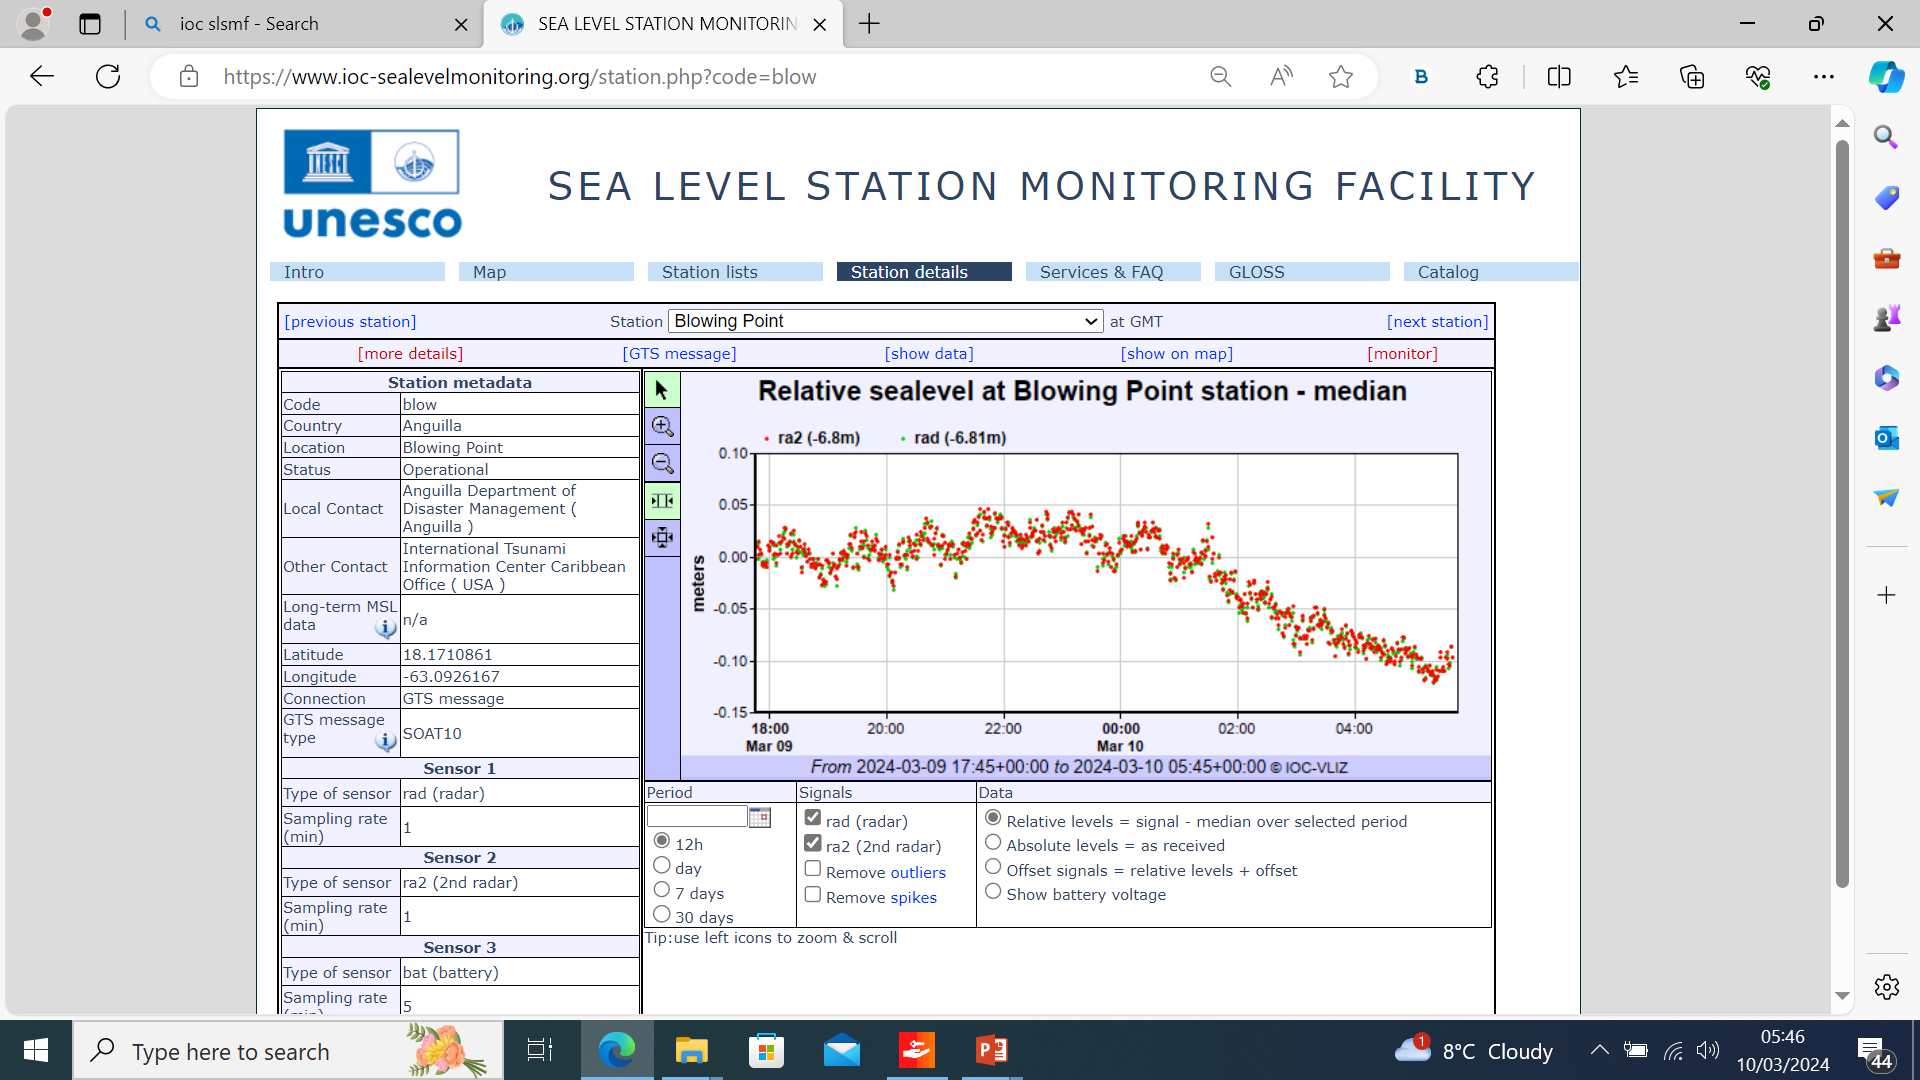 ioc slsmf - Search
SEA LEVEL STATION MONITORIN
https://www.ioc-sealevelmonitoring.org/station.php?code=blow
unesco
SEA LEVEL STATION MONITORING FACILITY
Intro Map Station lists Station details Services & FAQ GLOSS Catalog
[previous station] Station Blowing Point at GMT [next station]
[more details] [GTS message] [show data] [show on map] [monitor]
Station metadata
Code blow
Country Anguilla
Location Blowing Point
Status Operational
Local Contact Anguilla Department of
Disaster Management (
Anguilla )
Other Contact International Tsunami
Information Center Caribbean
Office ( USA )
Long-term MSL
data n/a
Latitude 18.1710861
Longitude -63.0926167
Connection GTS message
GTS message
type SOAT10
Sensor 1
Type of sensor rad (radar)
Sampling rate
(min) 1
Sensor 2
Type of sensor ra2 (2nd radar)
Sampling rate
(min) 1
Sensor 3
Type of sensor bat (battery)
Sampling rate
5
Relative sealevel at Blowing Point station - median
ra2 (-6.8m) rad (-6.81m)
meters
0.10
0.05
0.00
-0.05
-0.10
-0.15
18:00 20:00 22:00 00:00 02:00 04:00
Mar 09 Mar 10
From 2024-03-09 17:45+00:00 to 2024-03-10 05:45+00:00 © IOC-VLIZ
Period
12h
day
7 days
30 days
Signals
rad (radar)
ra2 (2nd radar)
Remove outliers
Remove spikes
Data
Relative levels = signal - median over selected period
Absolute levels = as received
Offset signals = relative levels + offset
Show battery voltage
Tip:use left icons to zoom & scroll
Type here to search
1
8°C Cloudy
05:46
10/03/2024
44